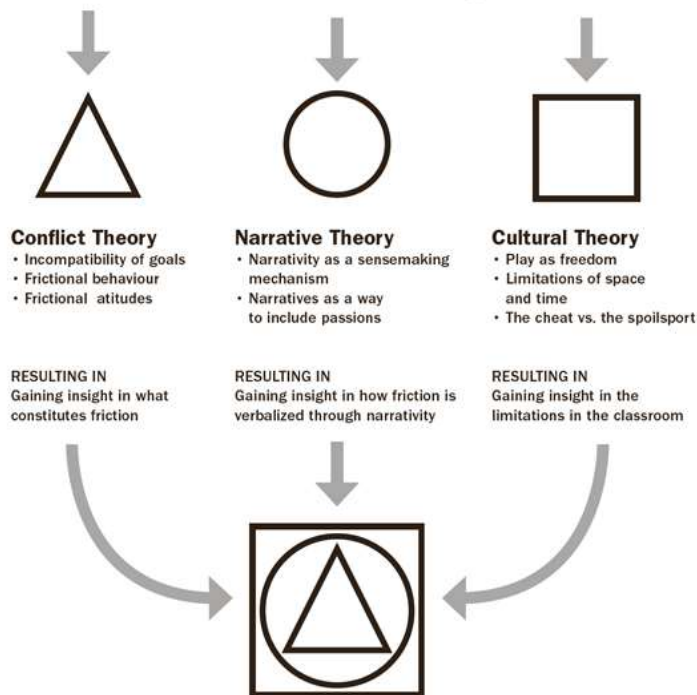 Conflict Theory
• Incompatibility of goals
• Frictional behaviour
• Frictional atitudes
RESULTING IN
Gaining insight in what
constitutes friction
Narrative Theory
• Narrativity as a sensemaking
mechanism
• Narratives as a way
to include passions
RESULTING IN
Gaining insight in how friction is
verbalized through narrativity
Cultural Theory
• Play as freedom
• Limitations of space
and time
• The cheat vs. the spoilsport
RESULTING IN
Gaining insight in the
limitations in the classroom